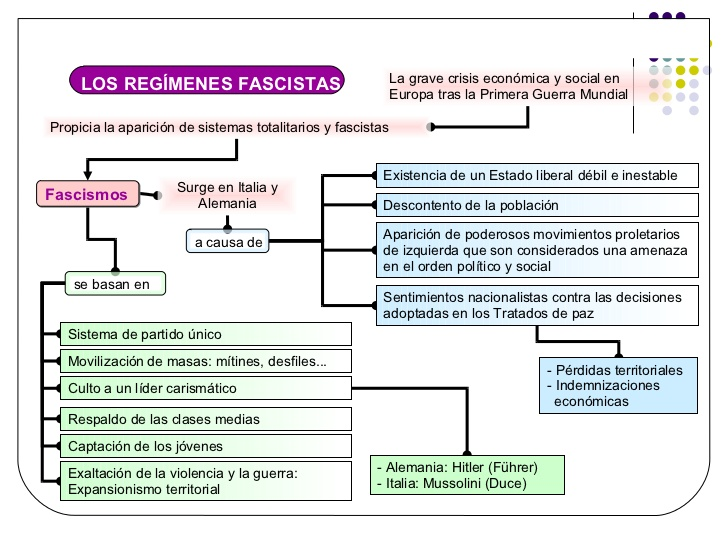 LOS REGÍMENES FASCISTAS
La grave crisis económica y social en
Europa tras la Primera Guerra Mundial
Propicia la aparición de sistemas totalitarios y fascistas
Fascismos
Surge en Italia y
Alemania
a causa de
Existencia de un Estado liberal débil e inestable
Descontento de la población
Aparición de poderosos movimientos proletarios
de izquierda que son considerados una amenaza
en el orden político y social
Sentimientos nacionalistas contra las decisiones
adoptadas en los Tratados de paz
- Pérdidas territoriales
- Indemnizaciones
económicas
se basan en
Sistema de partido único
Movilización de masas: mítines, desfiles...
Culto a un líder carismático
Respaldo de las clases medias
Captación de los jóvenes
Exaltación de la violencia y la guerra:
Expansionismo territorial
- Alemania: Hitler (Führer)
- Italia: Mussolini (Duce)